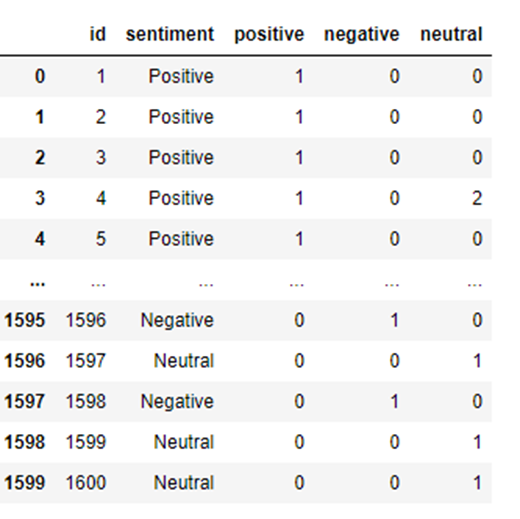 id sentiment positive negative neutral
0 1 Positive 1 0 0
1 2 Positive 1 0 0
2 3 Positive 1 0 0
3 4 Positive 1 0 2
4 5 Positive 1 0 0
... ... ... ... ... ...
1595 1596 Negative 0 1 0
1596 1597 Neutral 0 0 1
1597 1598 Negative 0 1 0
1598 1599 Neutral 0 0 1
1599 1600 Neutral 0 0 1